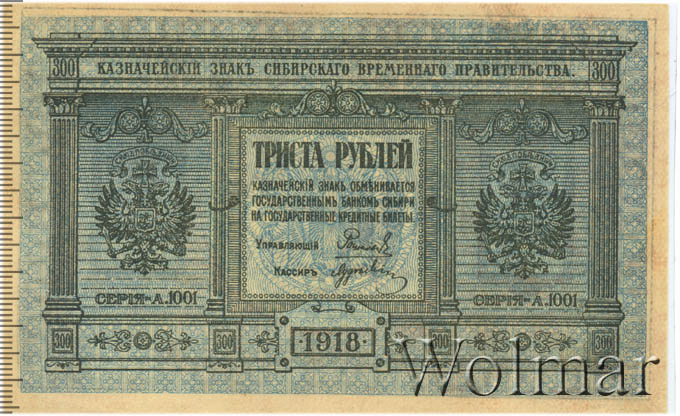 300 КАЗНАЧЕЙСКІЙ ЗНАКЪ СИБИРСКАГО ВРЕМЕННАГО ПРАВИТЕЛЬСТВА. 300
ТРИСТА РУБЛЕЙ
КАЗНАЧЕЙСКІЙ ЗНАКЪ ОБМѢНИВАЕТСЯ
ГОСУДАРСТВЕННЫМЪ БАНКОМЪ СИБИРИ
НА ГОСУДАРСТВЕННЫЕ КРЕДИТНЫЕ БИЛЕТЫ.
УПРАВЛЯЮЩІЙ
КАССИРЪ
СЕРІЯ-А.1001 СЕРІЯ-А.1001
300 300 1918 300 300
Wolmar